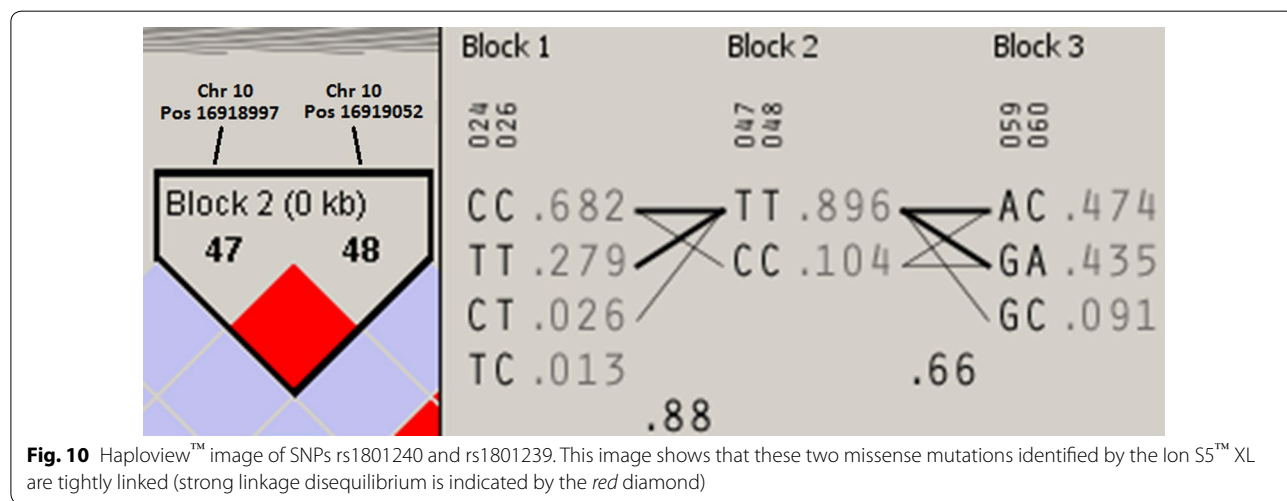 Chr 10 Chr 10
Pos 16918997 Pos 16919052
Block 2 (0 kb)
47 48
Block 1 Block 2 Block 3
024 026 047 048 059 060
CC .682 TT .896 AC .474
TT .279 CC .104 GA .435
CT .026 GC .091
TC .013 .66
.88
Fig. 10 Haploview™ image of SNPs rs1801240 and rs1801239. This image shows that these two missense mutations identified by the Ion S5™ XL
are tightly linked (strong linkage disequilibrium is indicated by the red diamond)